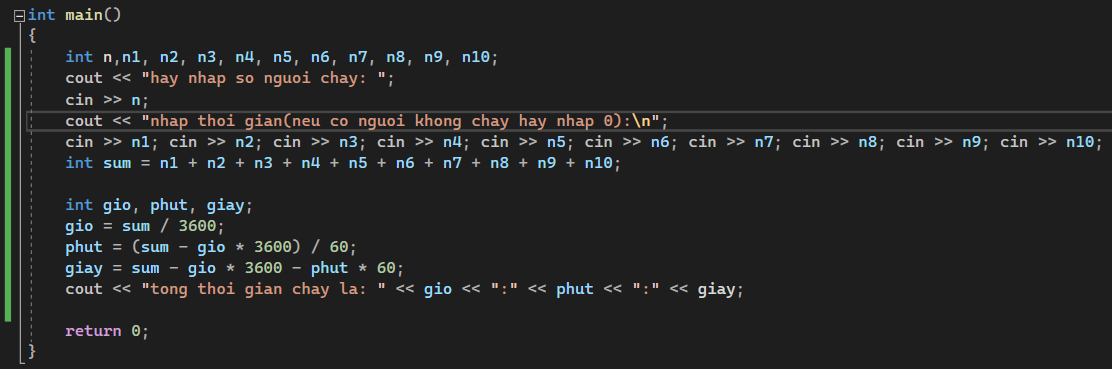 int main()
{
int n,n1, n2, n3, n4, n5, n6, n7, n8, n9, n10;
cout << "hay nhap so nguoi chay: ";
cin >> n;
cout << "nhap thoi gian(neu co nguoi khong chay hay nhap 0):\n";
cin >> n1; cin >> n2; cin >> n3; cin >> n4; cin >> n5; cin >> n6; cin >> n7; cin >> n8; cin >> n9; cin >> n10;
int sum = n1 + n2 + n3 + n4 + n5 + n6 + n7 + n8 + n9 + n10;
int gio, phut, giay;
gio = sum / 3600;
phut = (sum - gio * 3600) / 60;
giay = sum - gio * 3600 - phut * 60;
cout << "tong thoi gian chay la: " << gio << ":" << phut << ":" << giay;
return 0;
}